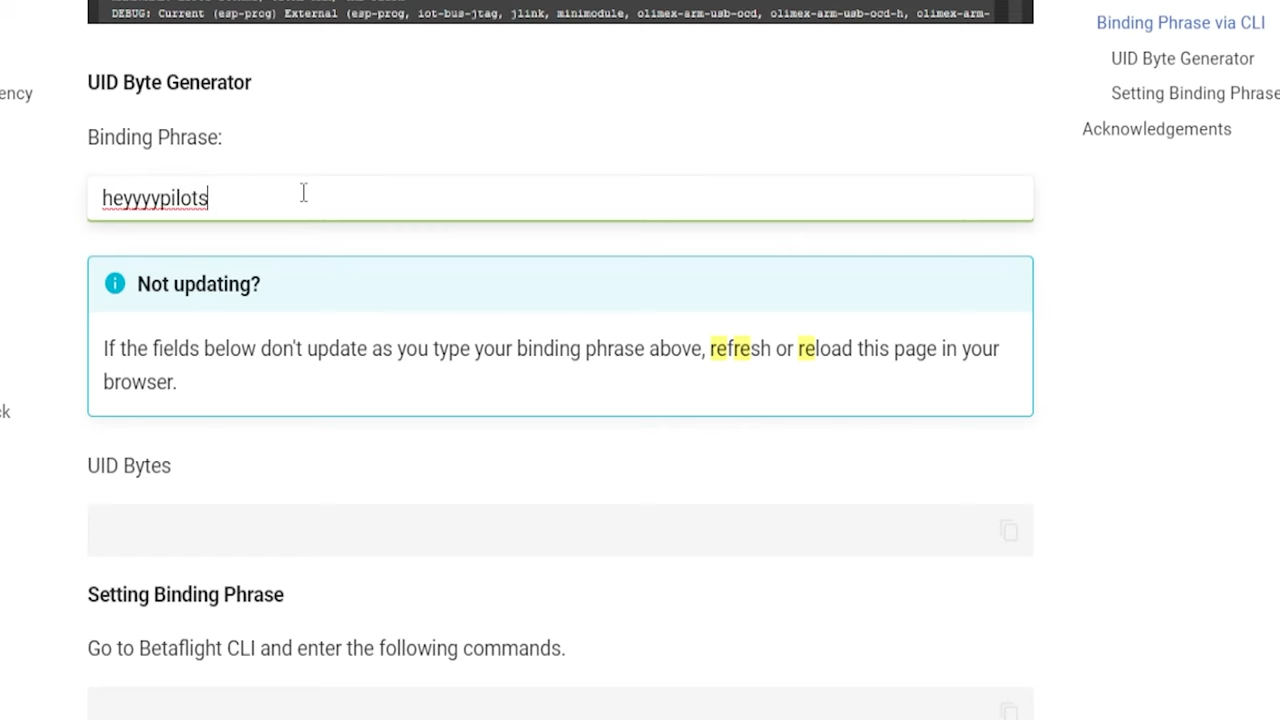 DEBUG: Current (esp-prog) External (esp-prog, iot-bus-jtag, jlink, minimodule, olimex-arm-usb-ocd, olimex-arm-usb-ocd-h, olimex-arm-
Binding Phrase via CLI
UID Byte Generator
Setting Binding Phrase
Acknowledgements
ency
ck
UID Byte Generator
Binding Phrase:
heyyyypilots
Not updating?
If the fields below don't update as you type your binding phrase above, refresh or reload this page in your
browser.
UID Bytes
Setting Binding Phrase
Go to Betaflight CLI and enter the following commands.